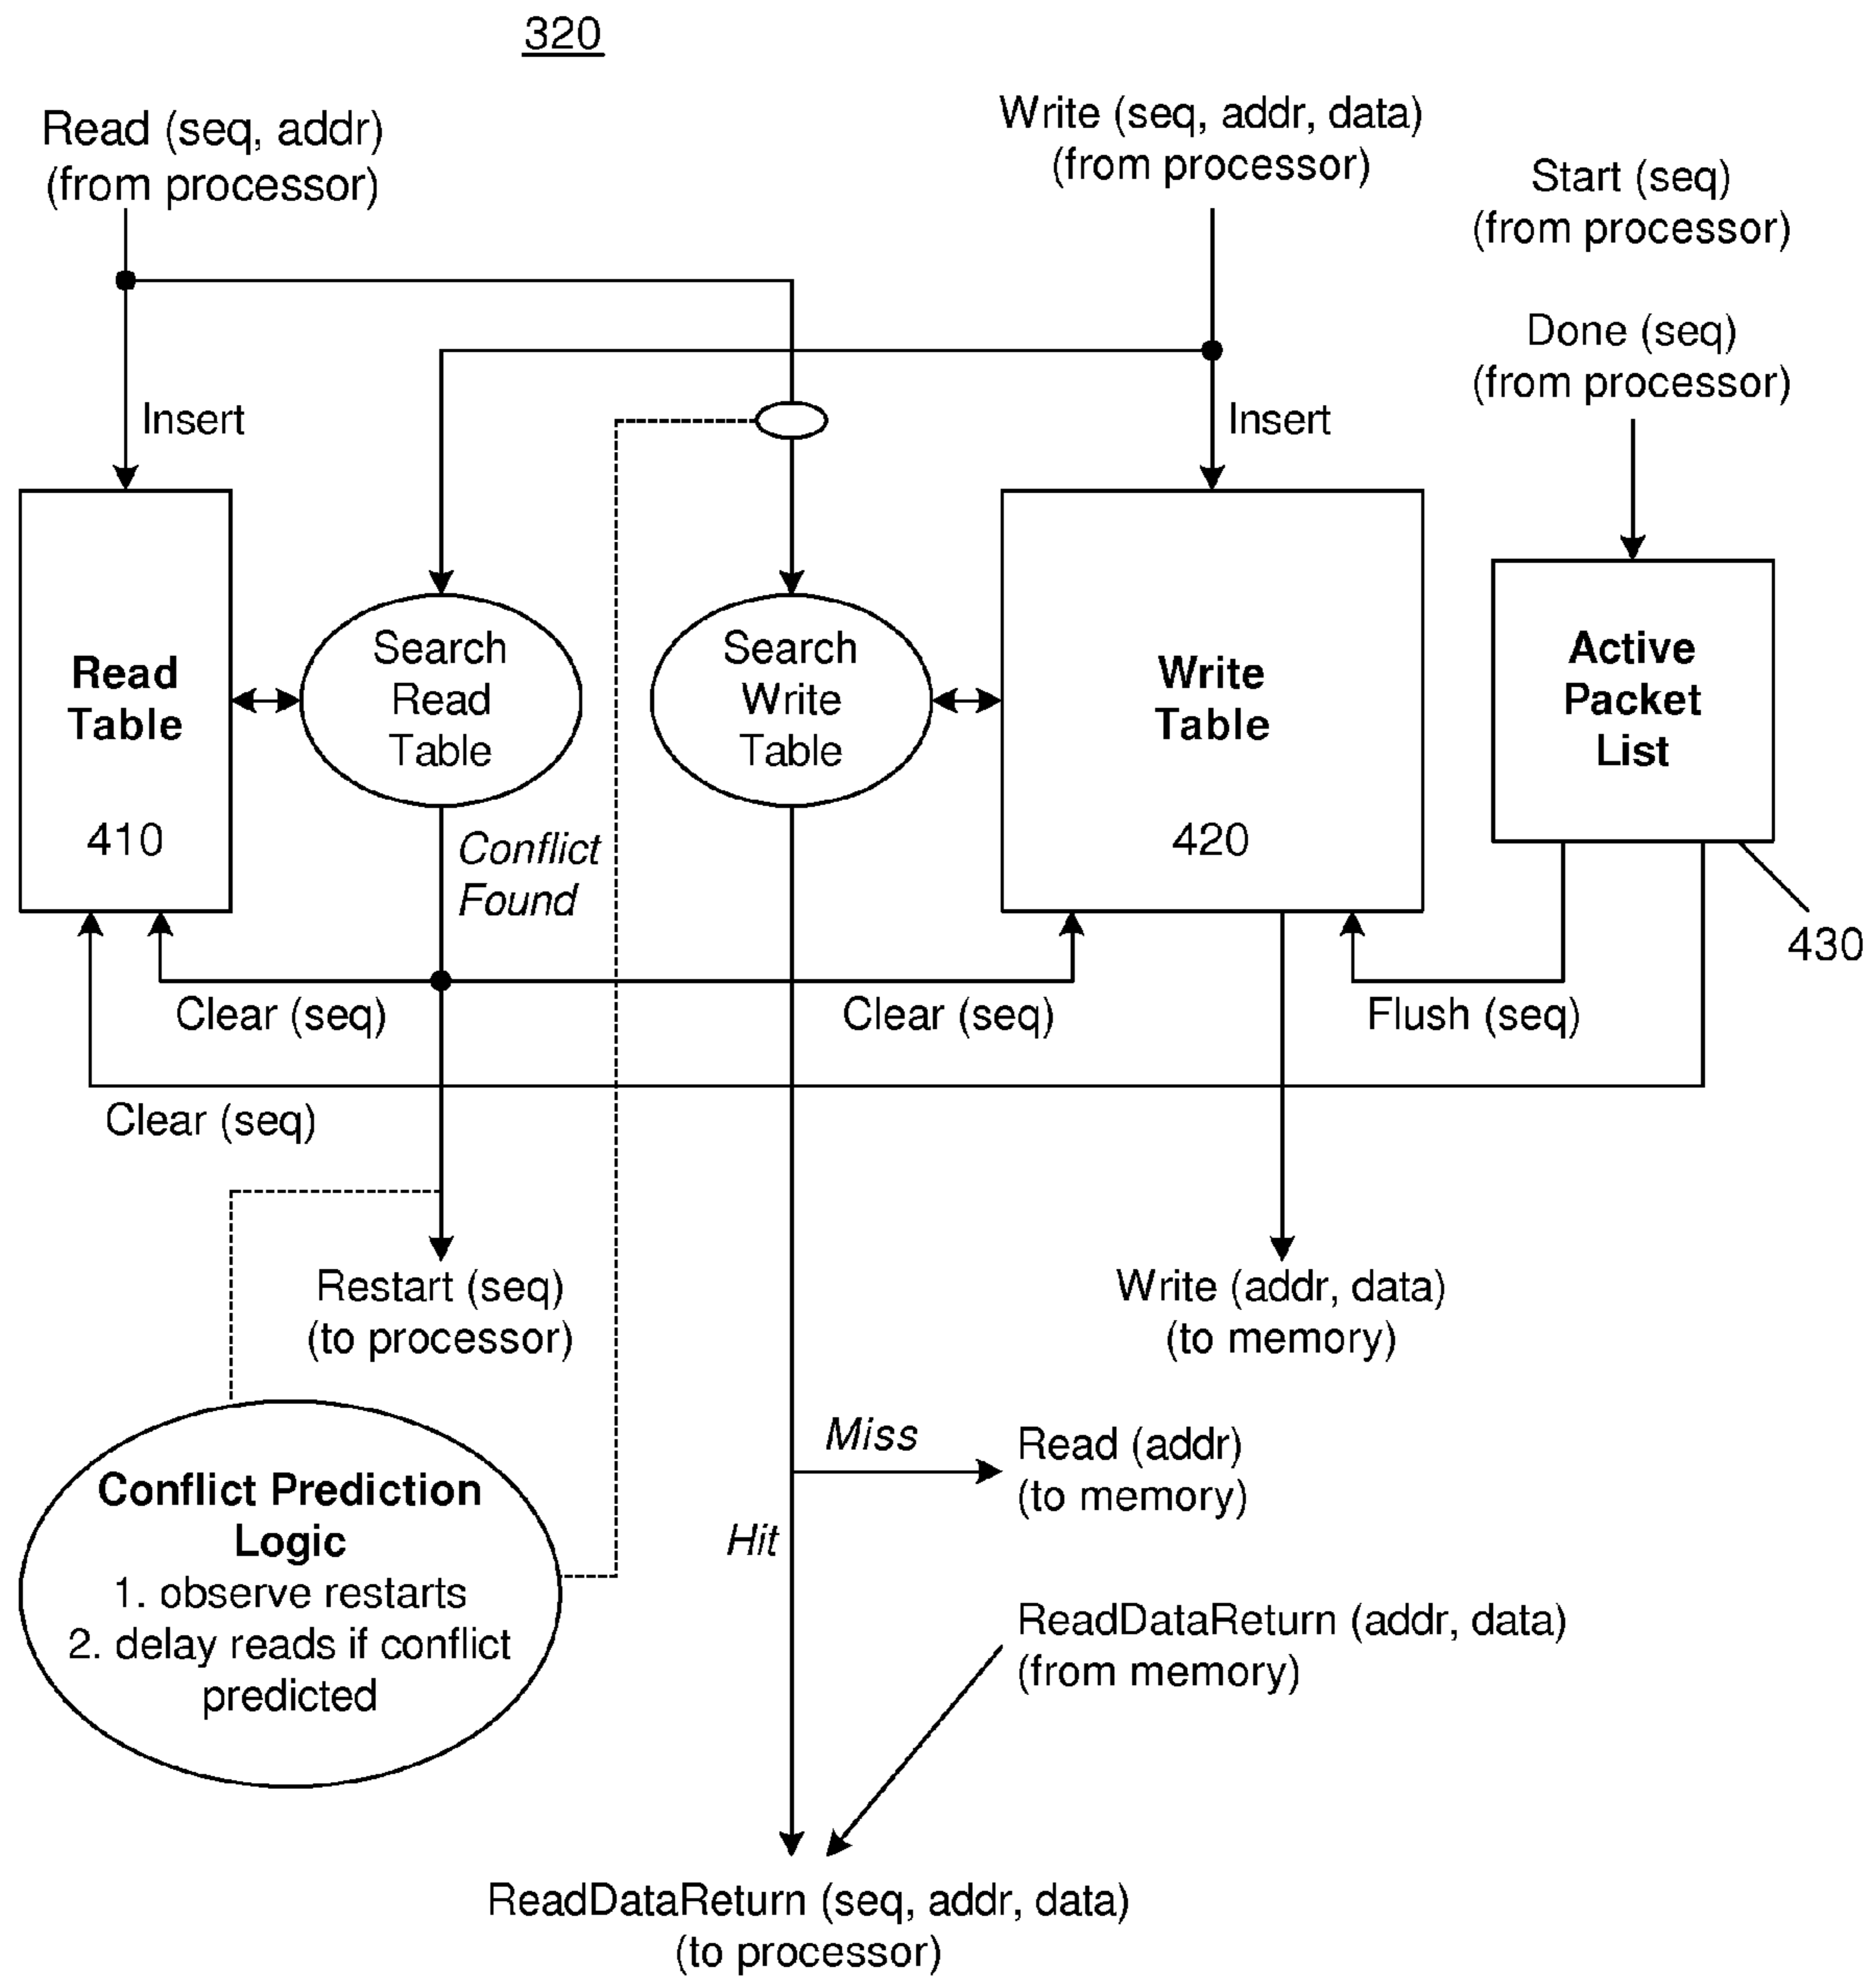 320
Read (seq, addr)
(from processor)
Write (seq, addr, data)
(from processor)
Start (seq)
(from processor)
Done (seq)
(from processor)
Insert
Insert
Read
Table
410
Search
Read
Table
Search
Write
Table
Write
Table
420
Active
Packet
List
430
Conflict
Found
Clear (seq)
Clear (seq)
Flush (seq)
Clear (seq)
Restart (seq)
(to processor)
Write (addr, data)
(to memory)
Miss
Read (addr)
(to memory)
Hit
Conflict Prediction
Logic
1. observe restarts
2. delay reads if conflict
predicted
ReadDataReturn (addr, data)
(from memory)
ReadDataReturn (seq, addr, data)
(to processor)